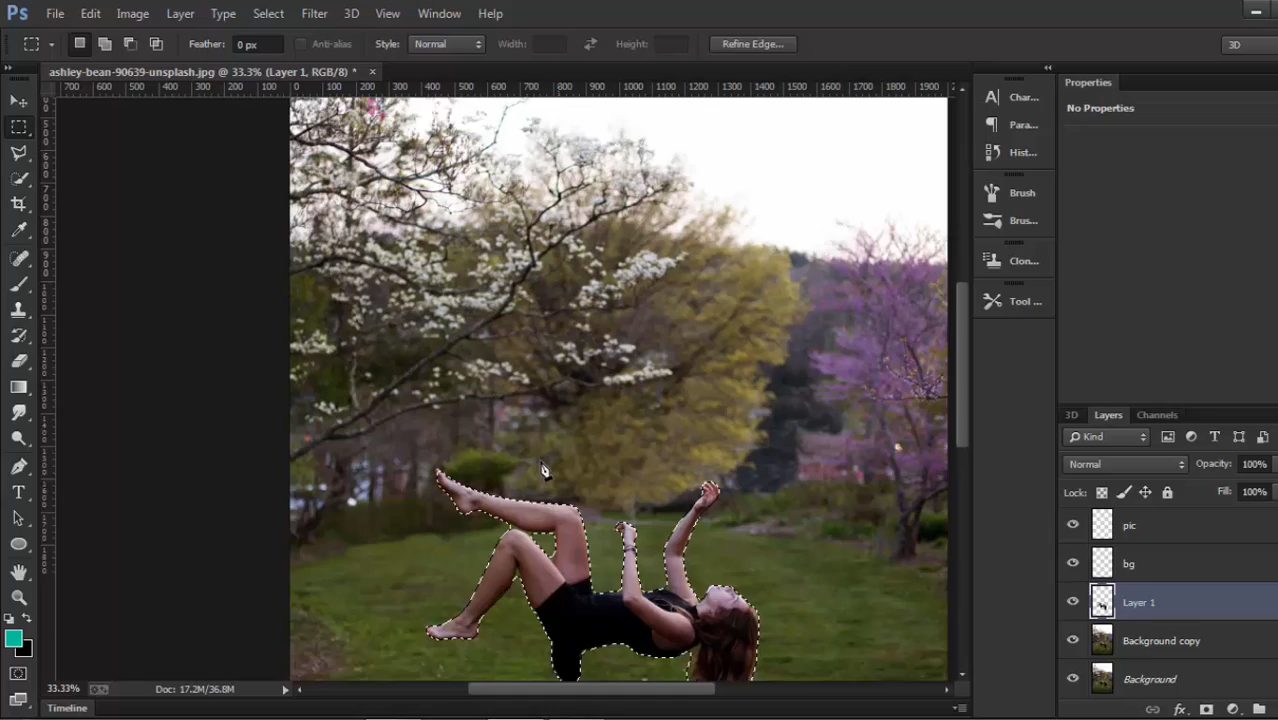 Ps File Edit Image Layer Type Select Filter 3D View Window Help
Feather: 0 px Anti-alias Style: Normal Width: Height: Refine Edge... 3D
ashley-bean-90639-unsplash.jpg @ 33.3% (Layer 1, RGB/8) * ×
700 600 500 400 300 200 100 0 100 200 300 400 500 600 700 800 900 1000 1100 1200 1300 1400 1500 1600 1700 1800 1900
Properties
No Properties
Char...
Para...
Hist...
Brush
Brus...
Clon...
Tool ...
3D Layers Channels
Kind
Normal Opacity: 100%
Lock: Fill: 100%
pic
bg
Layer 1
Background copy
Background
33.33% Doc: 17.2M/36.8M
Timeline
fx